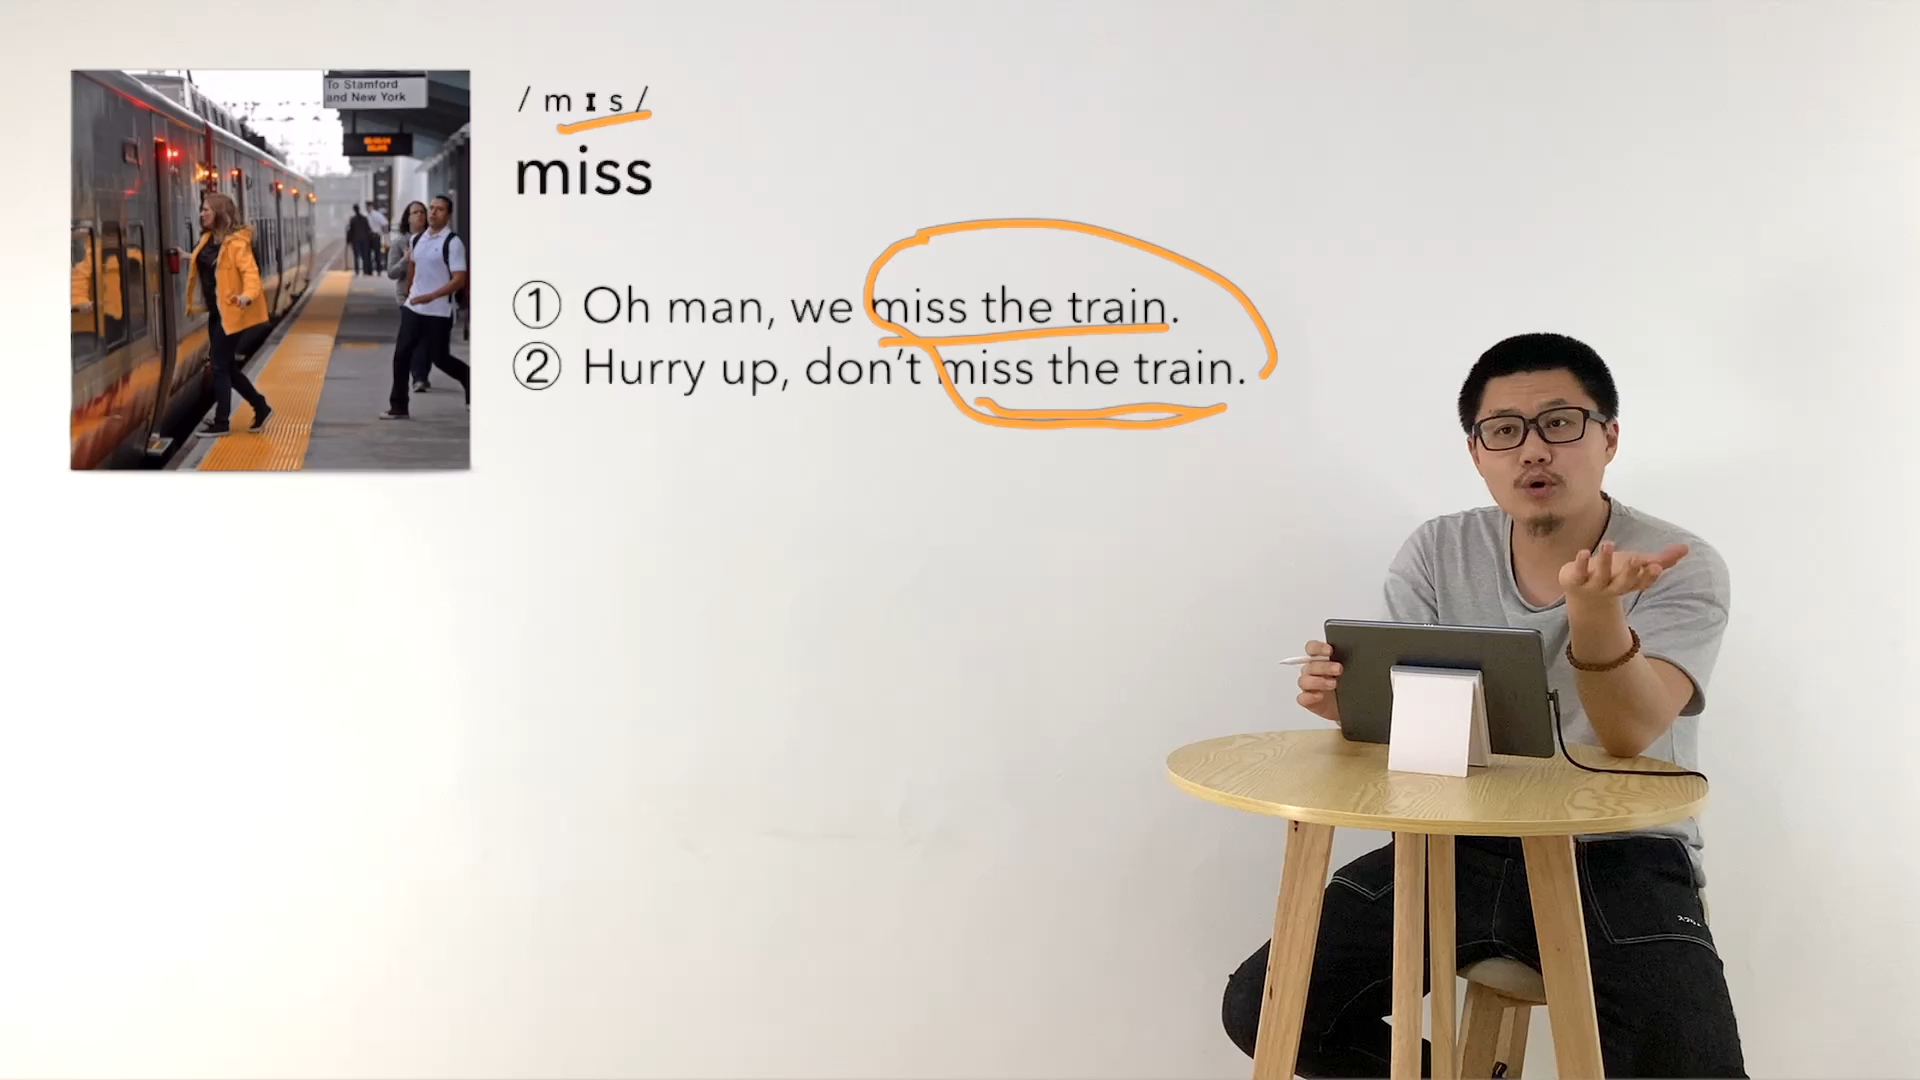 To Stamford
and New York
/ m ɪ s /
miss
① Oh man, we miss the train.
② Hurry up, don’t miss the train.